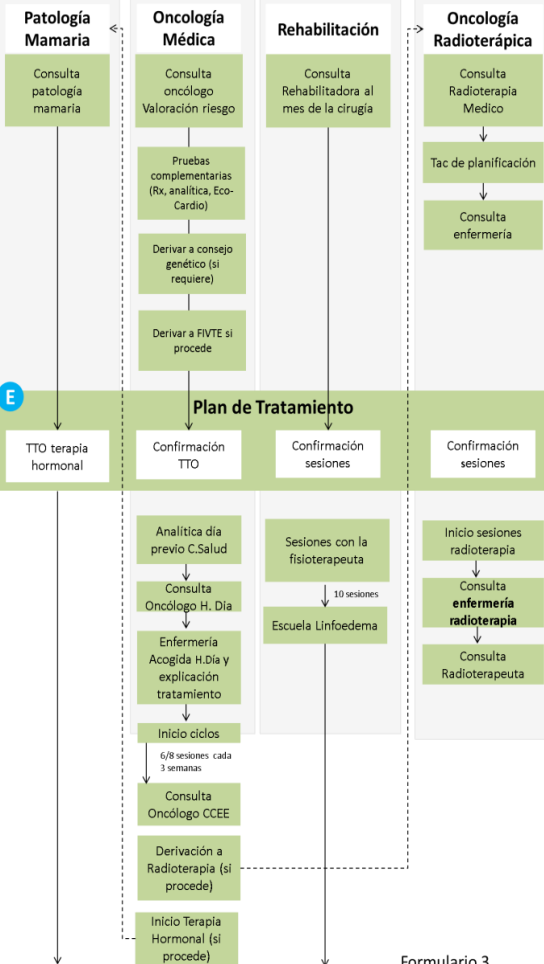 Patología
Mamaria
Oncología
Médica
Rehabilitación
Oncología
Radioterápica
Consulta
patología
mamaria
Consulta
oncólogo
Valoración riesgo
Consulta
Rehabilitadora al
mes de la cirugía
Consulta
Radioterapia
Medico
Pruebas
complementarias
(Rx, analítica, Eco-
Cardio)
Tac de planificación
Derivar a consejo
genético (si
requiere)
Consulta
enfermería
Derivar a FIVTE si
procede
E
Plan de Tratamiento
TTO terapia
hormonal
Confirmación
TTO
Confirmación
sesiones
Confirmación
sesiones
Analitica día
previo C.Salud
Consulta
Oncólogo H. Dia
Enfermería
Acogida H.Día y
explicación
tratamiento
Inicio ciclos
6/8 sesiones cada
3 semanas
Consulta
Oncólogo CCEE
Derivación a
Radioterapia (si
procede)
Inicio Terapia
Hormonal (si
procede)
Sesiones con la
fisioterapeuta
10 sesiones
Escuela Linfoedema
Inicio sesiones
radioterapia
Consulta
enfermería
radioterapia
Consulta
Radioterapeuta
Formulario 3